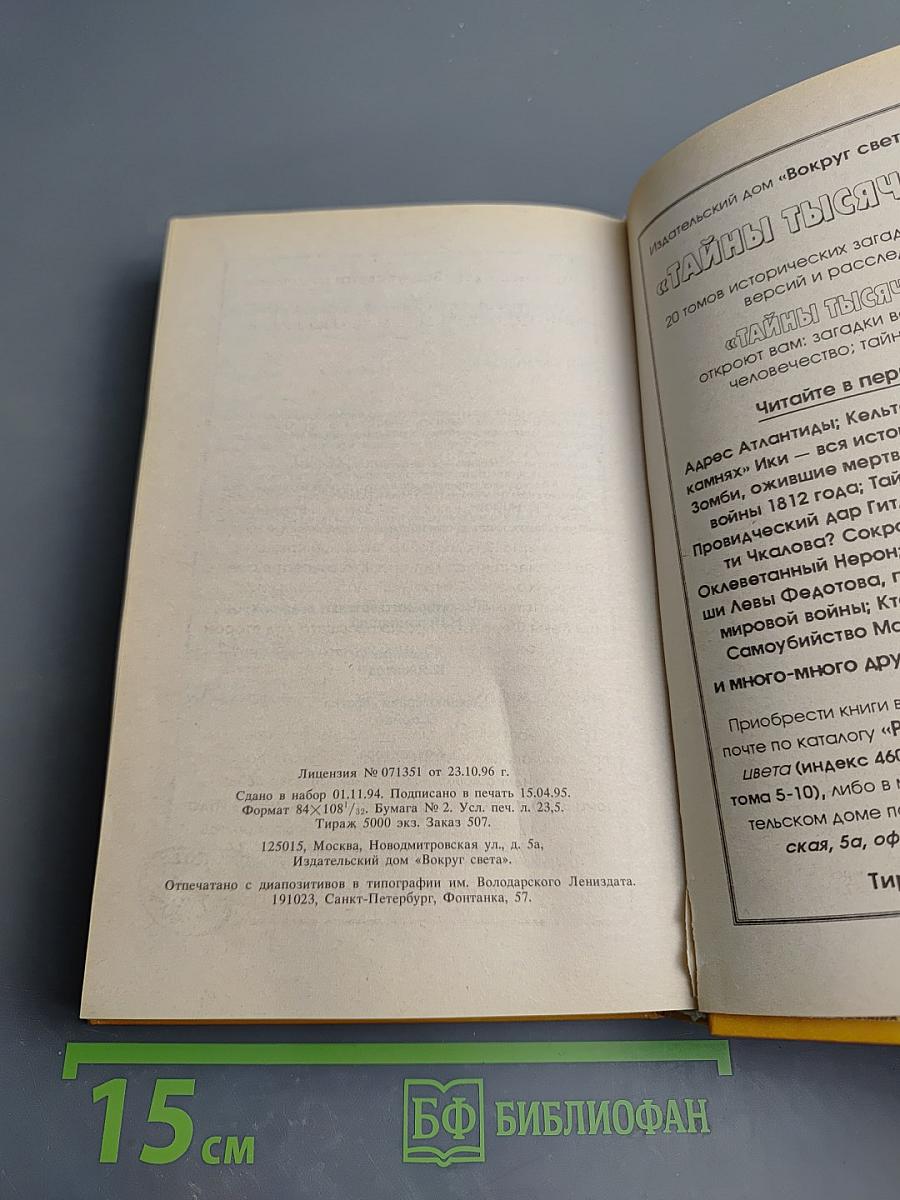 Лицензия № 071351 от 23.10.96 г.
Сдано в набор 01.11.94. Подписано в печать 15.04.95.
Формат 84×108¹/₃₂. Бумага № 2. Усл. печ. л. 23,5.
Тираж 5000 экз. Заказ 507.
125015, Москва, Новодмитровская ул., д. 5а,
Издательский дом «Вокруг света».
Отпечатано с диапозитивов в типографии им. Володарского Лениздата.
191023, Санкт-Петербург, Фонтанка, 57.
Издательский дом «Вокруг свет
«ТАЙНЫ ТЫСЯЧ
20 томов исторических загад
версий и рассле
«ТАЙНЫ ТЫСЯЧ
откроют вам: загадки в
человечество; тайн
Читайте в пер
Адрес Атлантиды; Кельт
камнях» Ики — вся исто
Зомби, ожившие мертв
войны 1812 года; Тай
Провидческий дар Гит
ти Чкалова? Сокр
Оклеветанный Нерон;
ши Левы Федотова, п
мировой войны; Кт
Самоубийство Ма
и много-много дру
Приобрести книги в
почте по каталогу «Р
цвета (индекс 460
тома 5-10), либо в м
тельском доме по
ская, 5а, оф
Тир
15 см
БФ БИБЛИОФАН